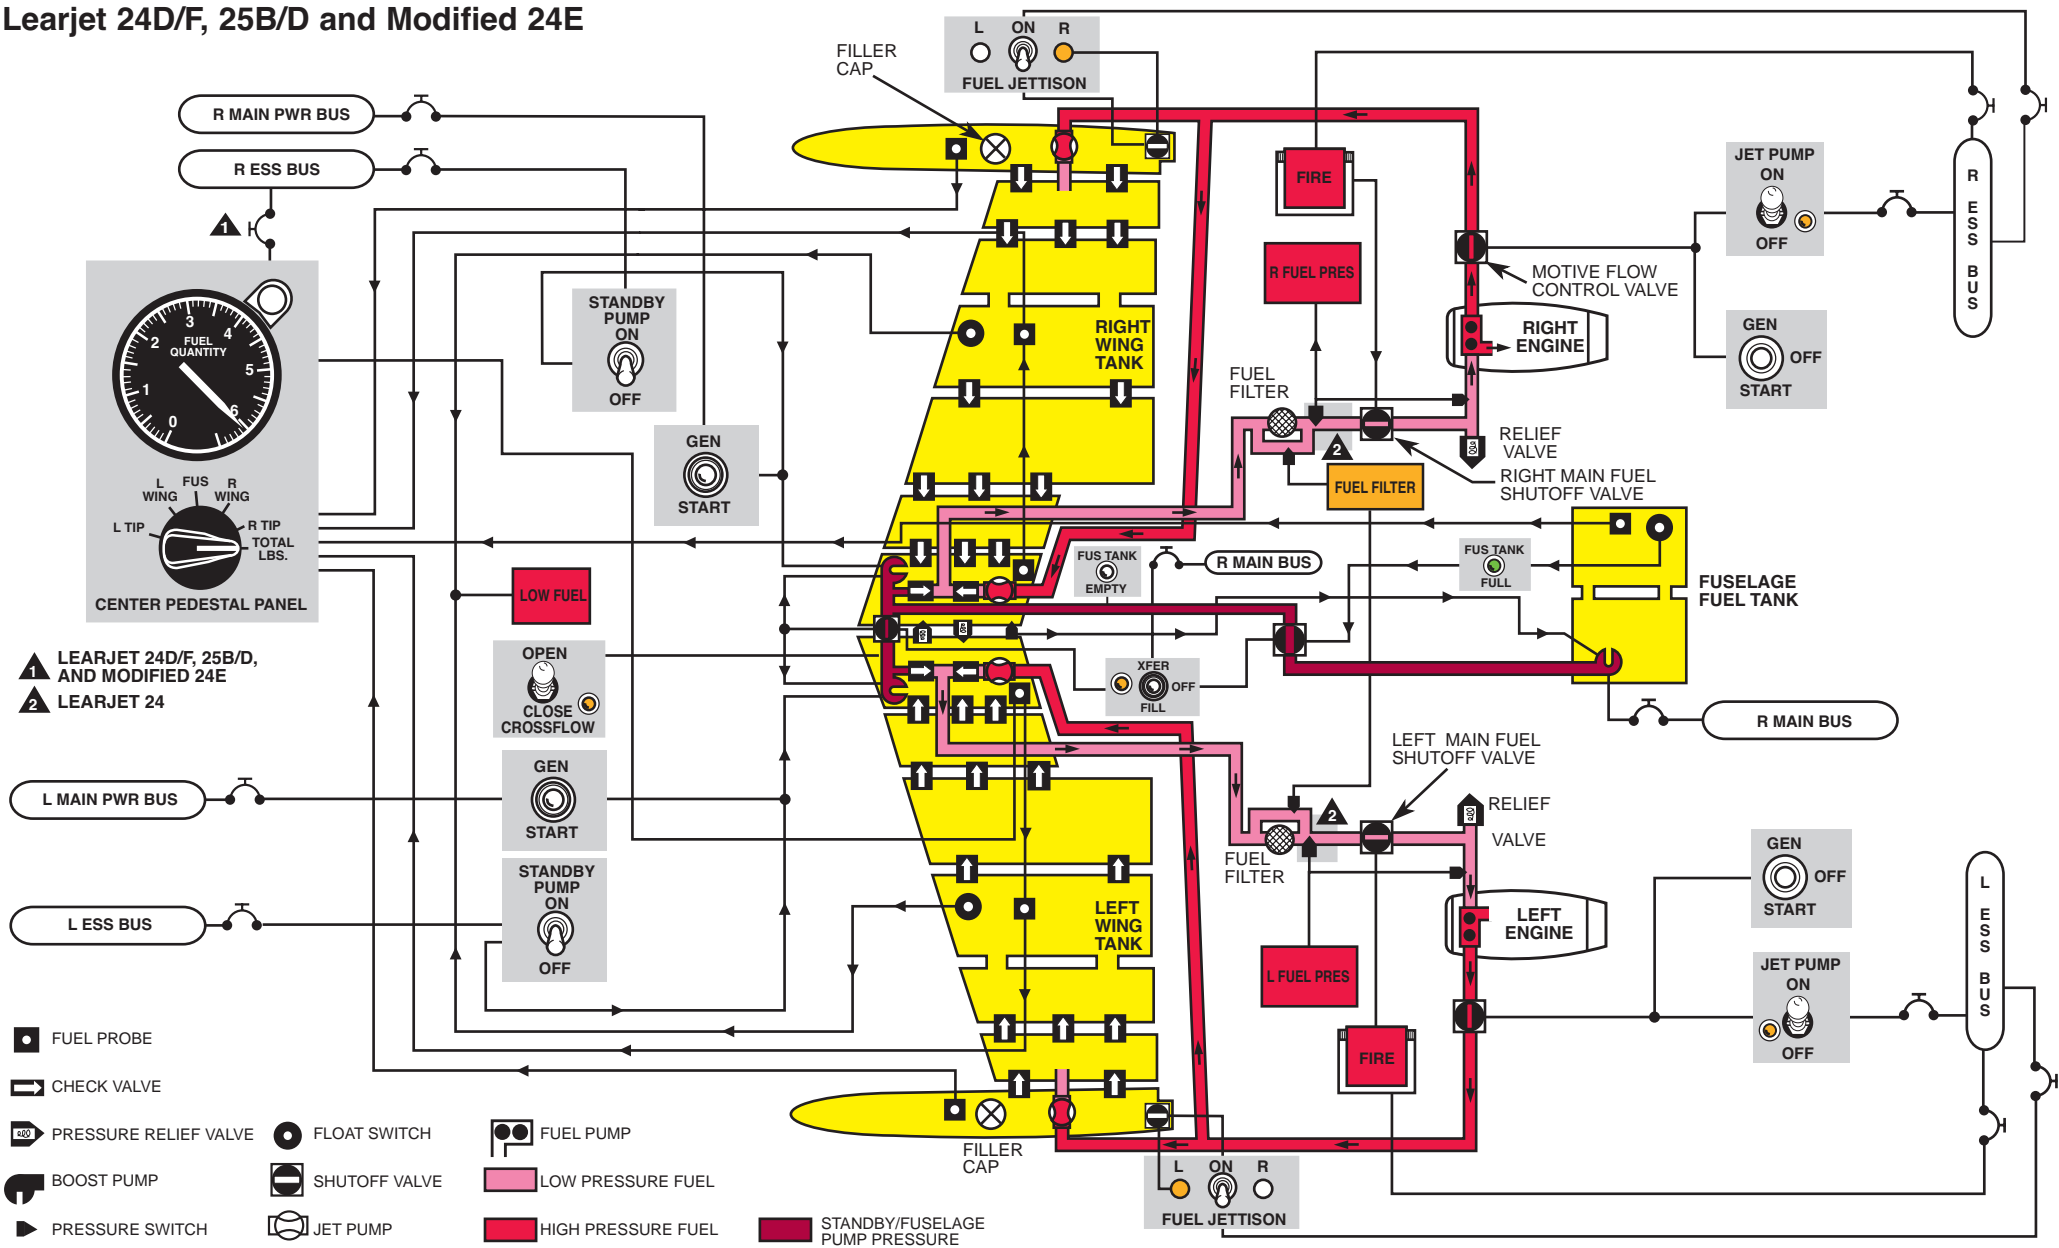 Learjet 24D/F, 25B/D and Modified 24E
L ON R
FUEL JETTISON
FILLER
CAP
R MAIN PWR BUS
R ESS BUS
1
FUEL
QUANTITY
0
1
2
3
4
5
6
L
WING
FUS
R
WING
L TIP
R TIP
TOTAL
LBS.
CENTER PEDESTAL PANEL
1 LEARJET 24D/F, 25B/D,
AND MODIFIED 24E
2 LEARJET 24
STANDBY
PUMP
ON
OFF
GEN
START
LOW FUEL
OPEN
CLOSE
CROSSFLOW
L MAIN PWR BUS
GEN
START
L ESS BUS
STANDBY
PUMP
ON
OFF
RIGHT
WING
TANK
LEFT
WING
TANK
FIRE
R FUEL PRES
FUEL
FILTER
2
FUEL FILTER
RELIEF
VALVE
RIGHT MAIN FUEL
SHUTOFF VALVE
MOTIVE FLOW
CONTROL VALVE
RIGHT
ENGINE
JET PUMP
ON
OFF
GEN
OFF
START
R
ESS
BUS
FUS TANK
EMPTY
R MAIN BUS
FUS TANK
FULL
FUSELAGE
FUEL TANK
XFER
OFF
FILL
R MAIN BUS
LEFT MAIN FUEL
SHUTOFF VALVE
RELIEF
VALVE
2
FUEL
FILTER
L FUEL PRES
FIRE
LEFT
ENGINE
GEN
OFF
START
JET PUMP
ON
OFF
L
ESS
BUS
FILLER
CAP
L ON R
FUEL JETTISON
FUEL PROBE
CHECK VALVE
PRESSURE RELIEF VALVE
BOOST PUMP
PRESSURE SWITCH
FLOAT SWITCH
SHUTOFF VALVE
JET PUMP
FUEL PUMP
LOW PRESSURE FUEL
HIGH PRESSURE FUEL
STANDBY/FUSELAGE
PUMP PRESSURE